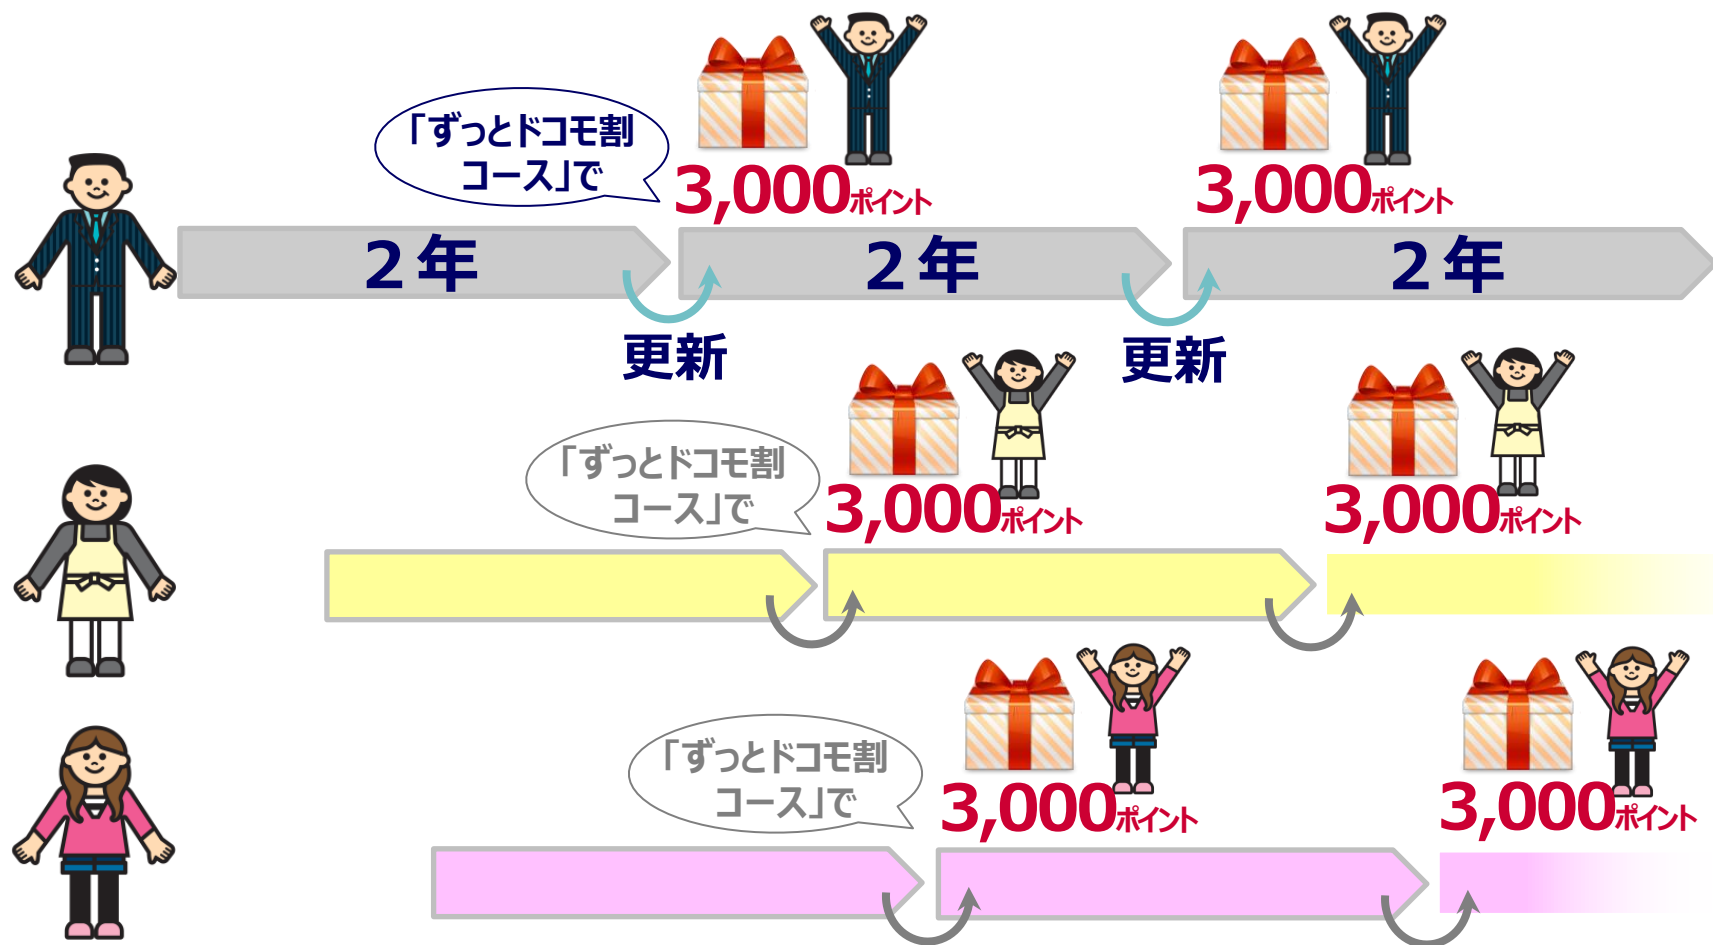 「ずっとドコモ割
コース」で
3,000ポイント
3,000ポイント
２年
２年
２年
更新
更新
「ずっとドコモ割
コース」で
3,000ポイント
3,000ポイント
「ずっとドコモ割
コース」で
3,000ポイント
3,000ポイント